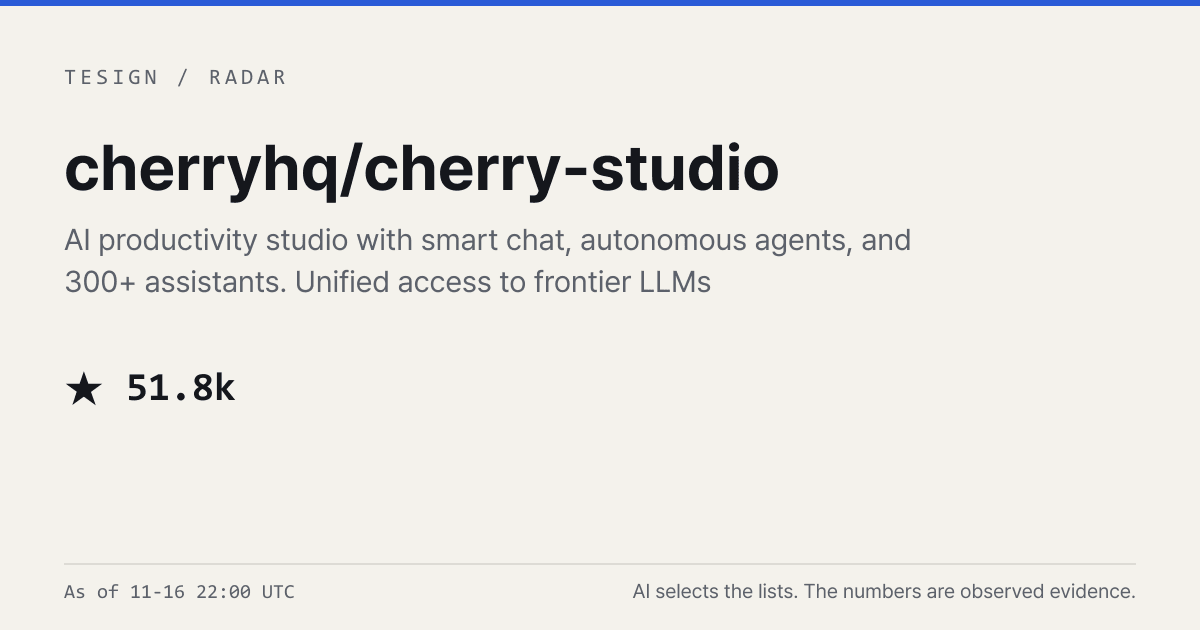 TESIGN / RADAR
cherryhq/cherry-studio
AI productivity studio with smart chat, autonomous agents, and
300+ assistants. Unified access to frontier LLMs
★ 51.8k
As of 11-16 22:00 UTC
AI selects the lists. The numbers are observed evidence.